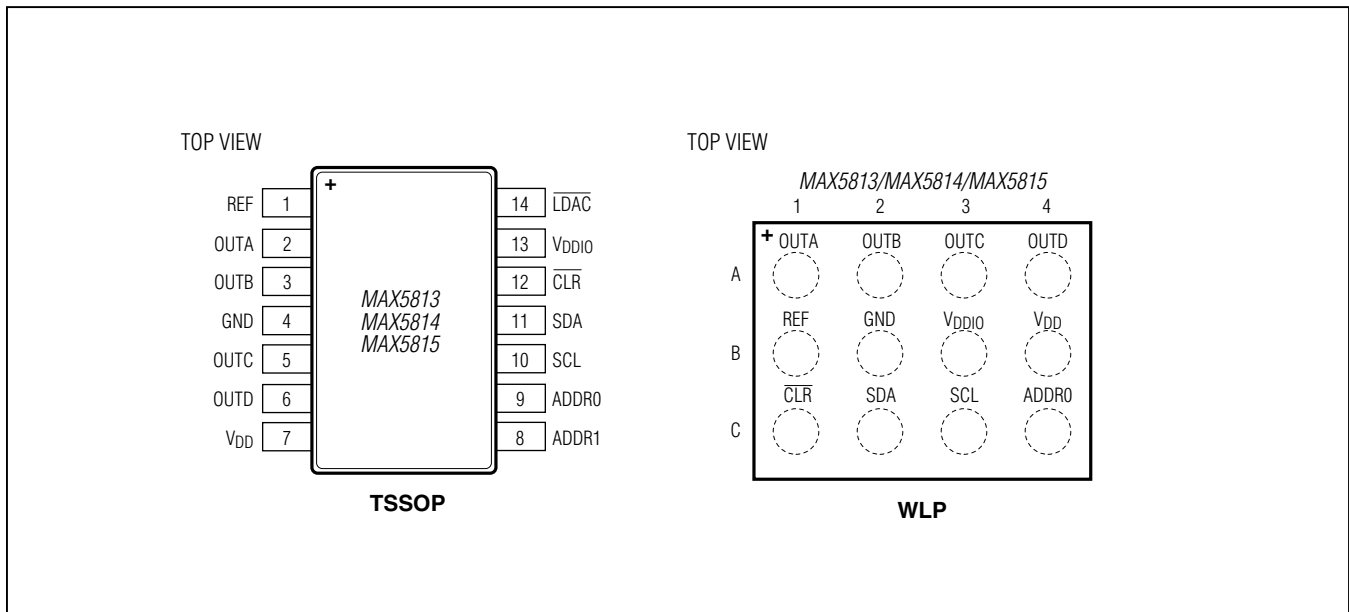 TOP VIEW
+
REF 1
OUTA 2
OUTB 3
GND 4
OUTC 5
OUTD 6
VDD 7
MAX5813
MAX5814
MAX5815
14 LDAC
13 VDDIO
12 CLR
11 SDA
10 SCL
9 ADDR0
8 ADDR1
TSSOP
TOP VIEW
MAX5813/MAX5814/MAX5815
1 2 3 4
+ OUTA OUTB OUTC OUTD
A
REF GND VDDIO VDD
B
CLR SDA SCL ADDR0
C
WLP